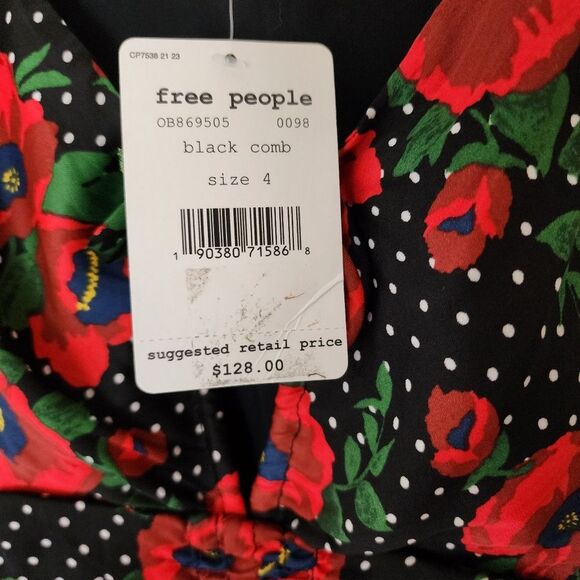 CP7538 21 23
free people
OB869505 0098
black comb
size 4
1 90380 71586 8
suggested retail price
$128.00